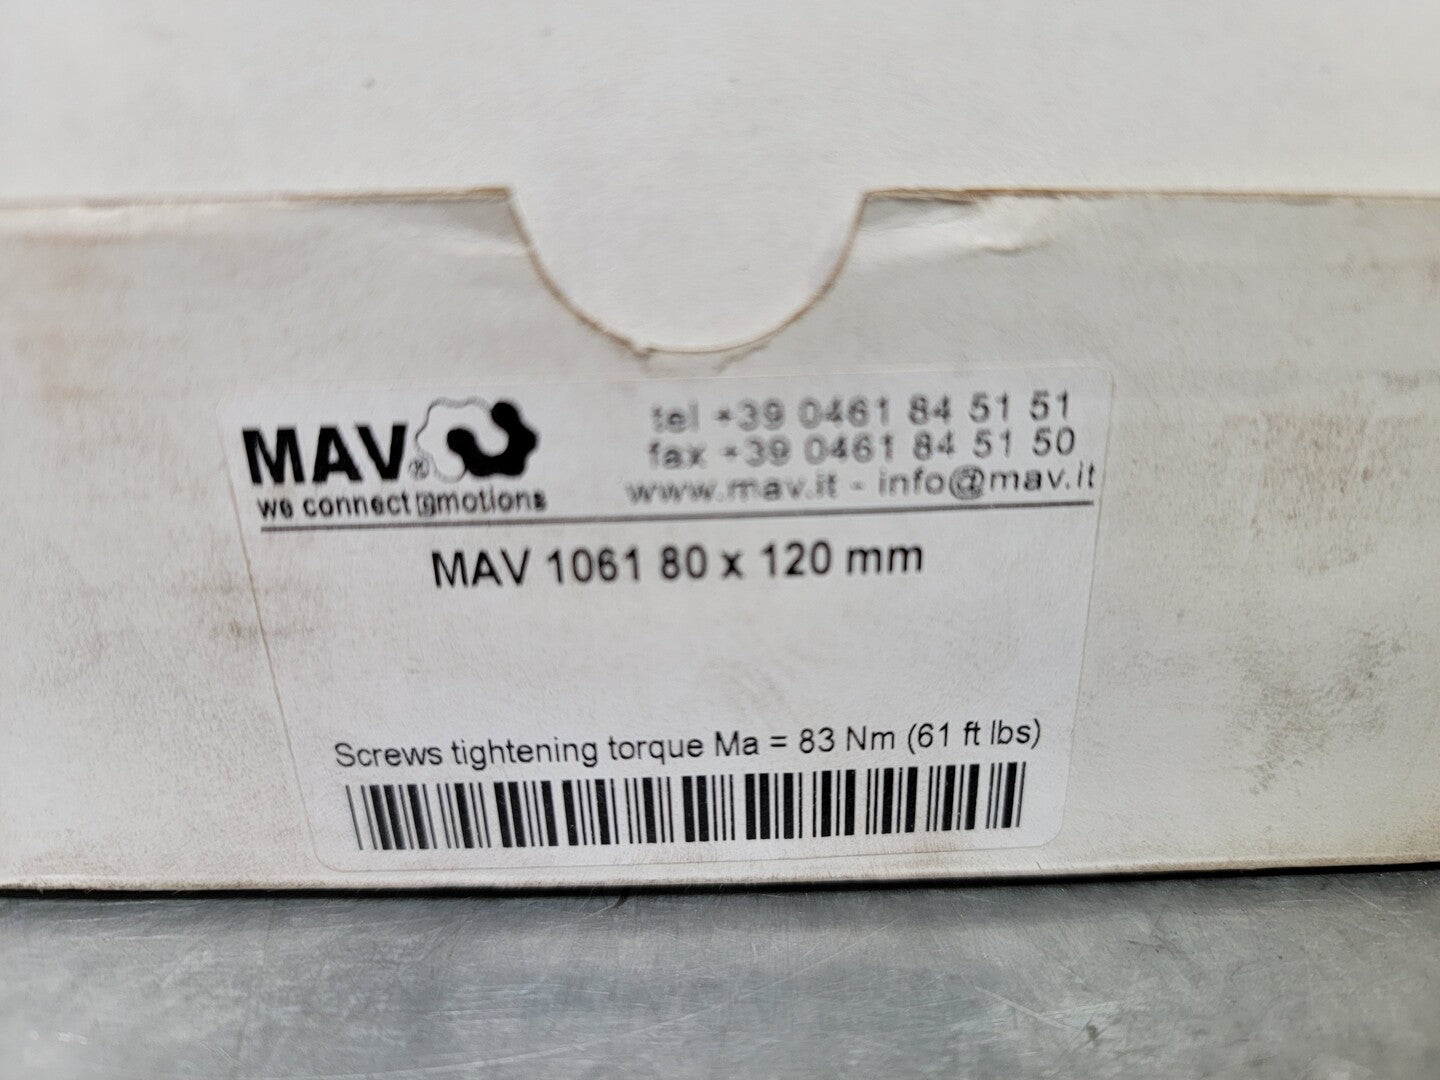 MAV®
we connect emotions
tel +39 0461 84 51 51
fax +39 0461 84 51 50
www.mav.it - info@mav.it
MAV 1061 80 x 120 mm
Screws tightening torque Ma = 83 Nm (61 ft lbs)